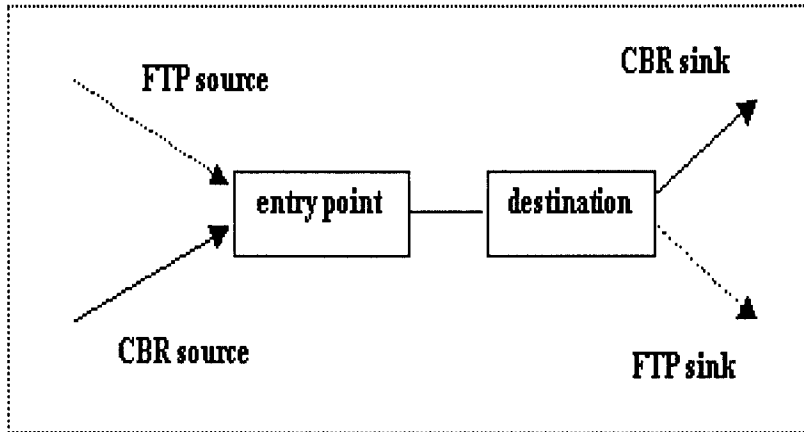 FTP source
CBR sink
entry point
destination
CBR source
FTP sink